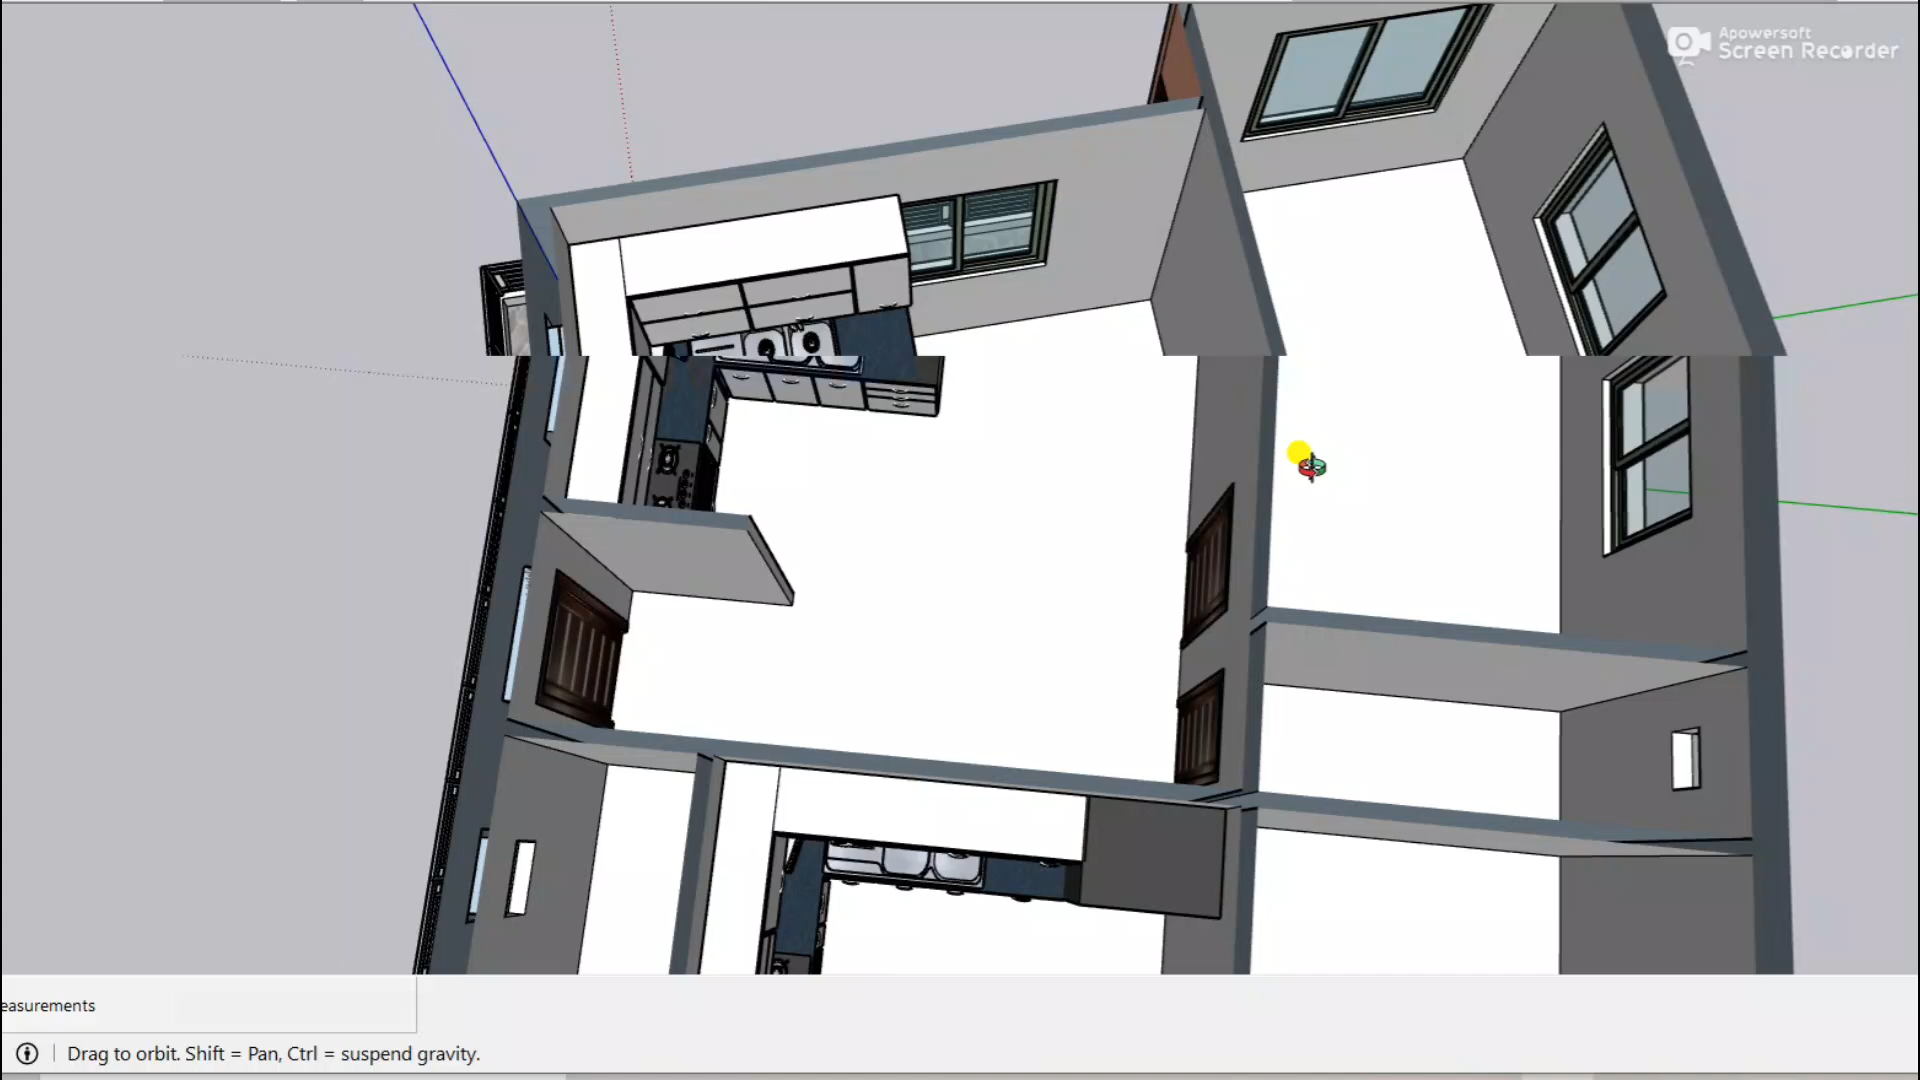 Apowersoft
Screen Recorder
easurements
Drag to orbit. Shift = Pan, Ctrl = suspend gravity.